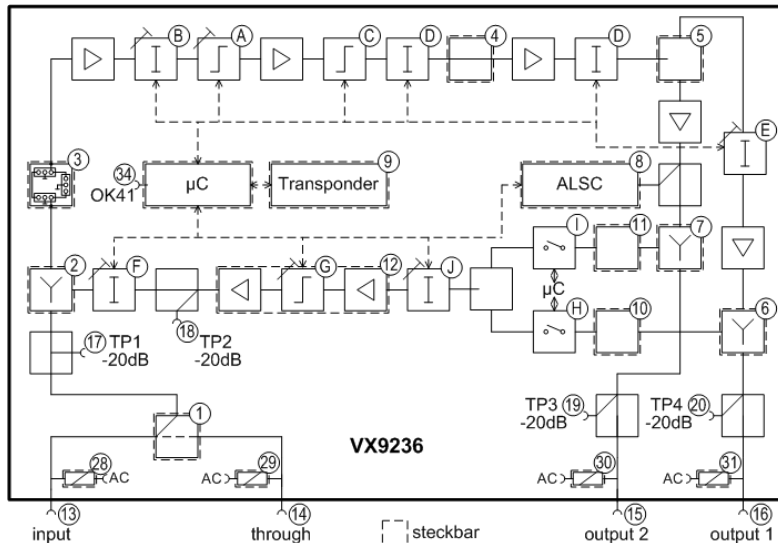 B A C D 4 D 5
E
3 34 OK41 µC 9 Transponder ALSC 8
I 11 7
2 F G 12 J
µC
H 10 6
17 TP1 18 TP2
-20dB -20dB
TP3 19 TP4 20
-20dB -20dB
1
VX9236
28 AC AC 29 AC 30 AC 31
13 14 15 16
input through steckbar output 2 output 1